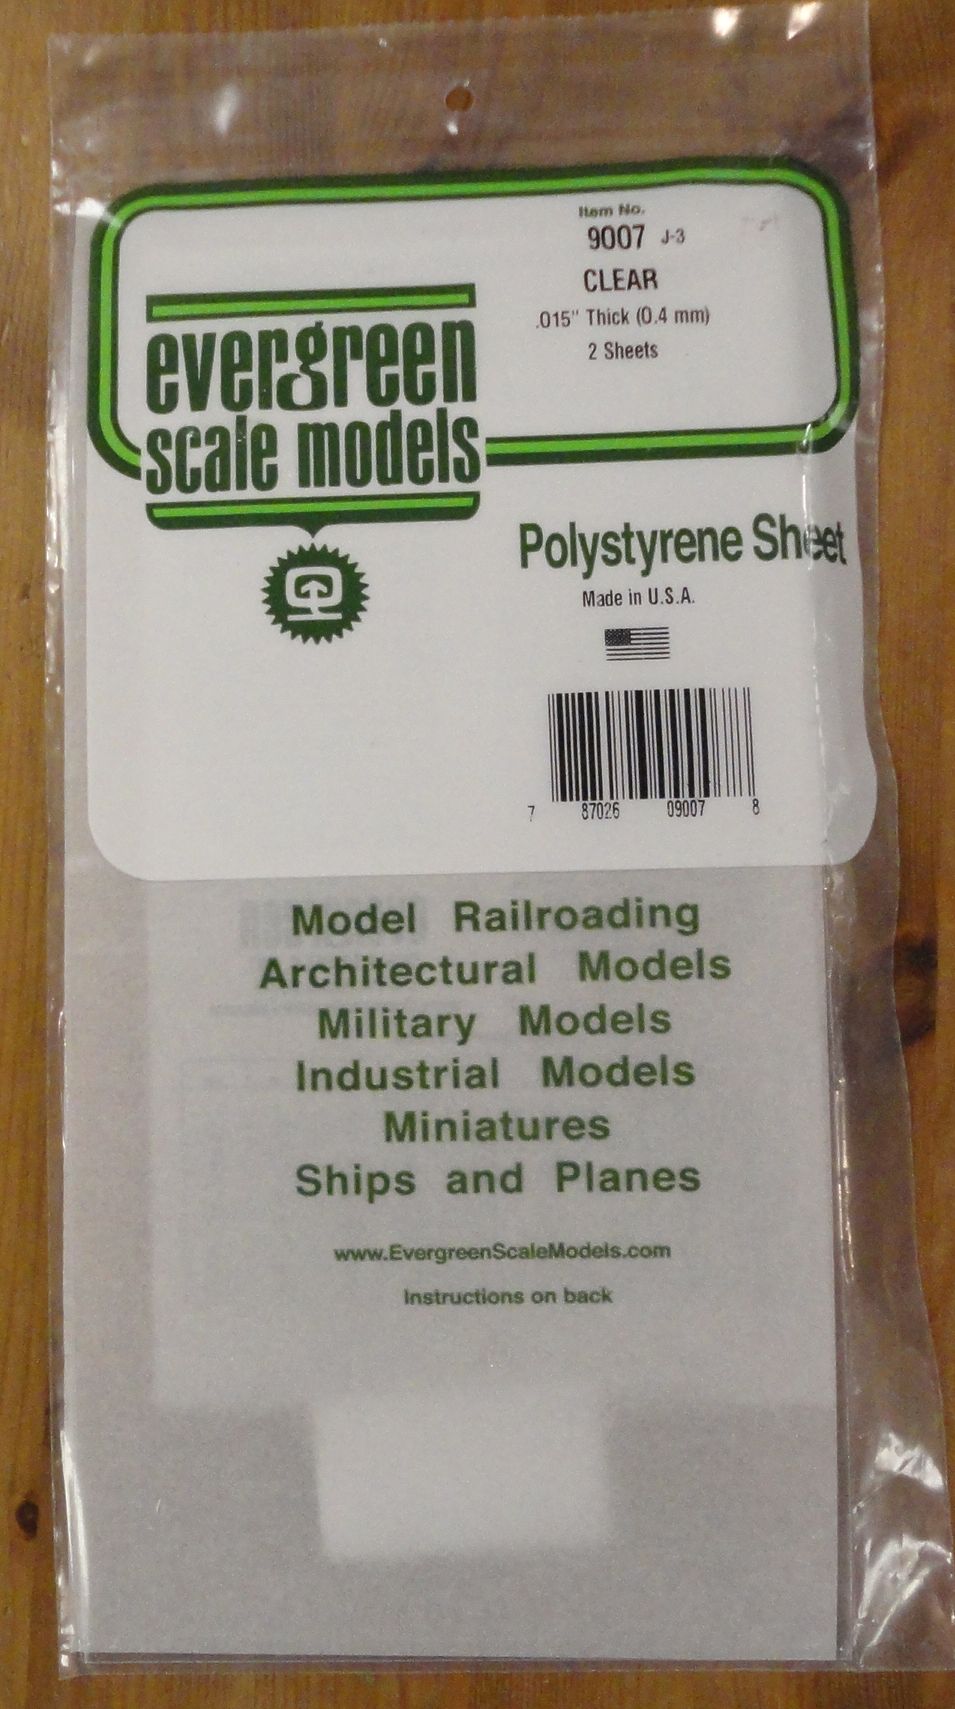 Item No.
9007 J-3
CLEAR
.015" Thick (0.4 mm)
2 Sheets
evergreen
scale models
Polystyrene Sheet
Made in U.S.A.
7 87026 09007 8
Model Railroading
Architectural Models
Military Models
Industrial Models
Miniatures
Ships and Planes
www.EvergreenScaleModels.com
Instructions on back